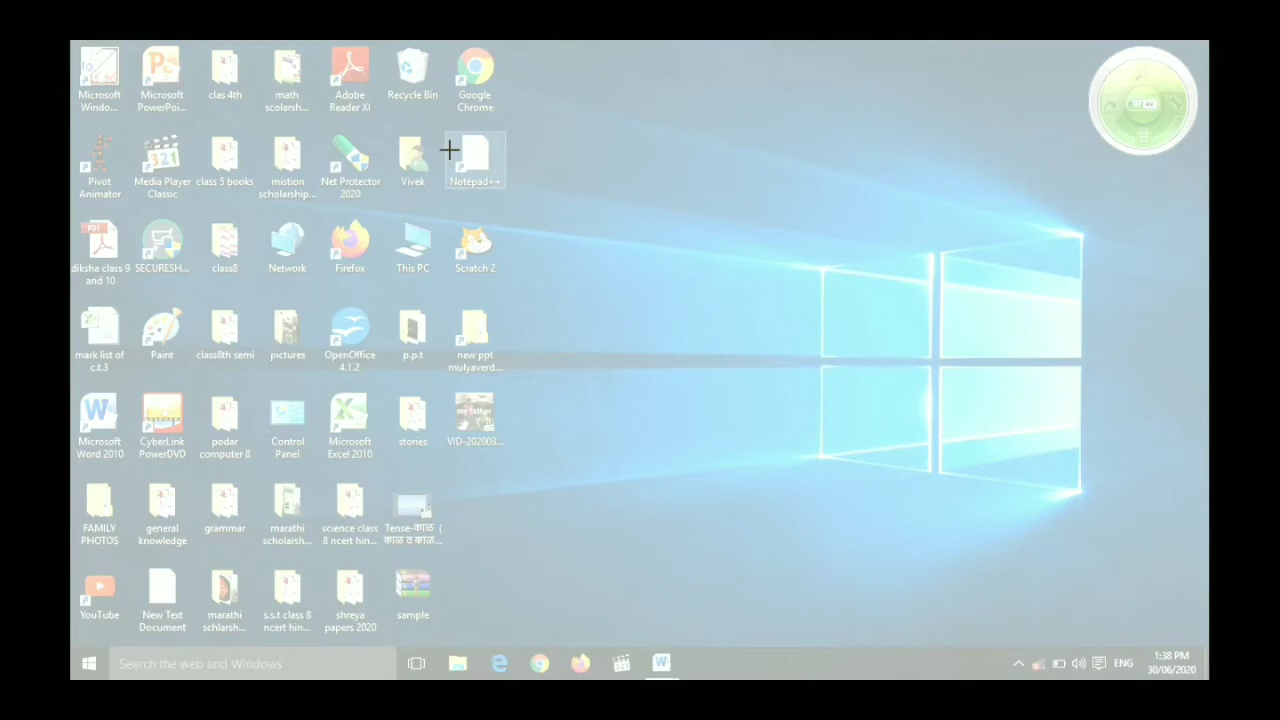 Microsoft
Windo...
Microsoft
PowerPoi...
clas 4th
math
scolarsh...
Adobe
Reader XI
Recycle Bin
Google
Chrome
Pivot
Animator
321
Media Player
Classic
class 5 books
mistion
scholarship...
Net Protector
2020
Vivek
Notepad++
diksha class 9
and 10
SECURESH...
class8
Network
Firefox
This PC
Scratch 2
mark list of
c.t.3
Paint
class8th semi
pictures
OpenOffice
4.1.2
p.p.t
new ppt
mulyaverd...
Microsoft
Word 2010
CyberLink
PowerDVD
podar
computer 8
Control
Panel
Microsoft
Excel 2010
stories
my father
VID-202003...
FAMILY
PHOTOS
general
knowledge
grammar
marathi
scholarsh...
science class
8 ncert hin...
Tense-काळ (
काळ व काळ...
YouTube
New Text
Document
marathi
schlarsh...
s.s.t class 8
ncert hin...
shreya
papers 2020
sample
Search the web and Windows
ENG
1:38 PM
30/06/2020